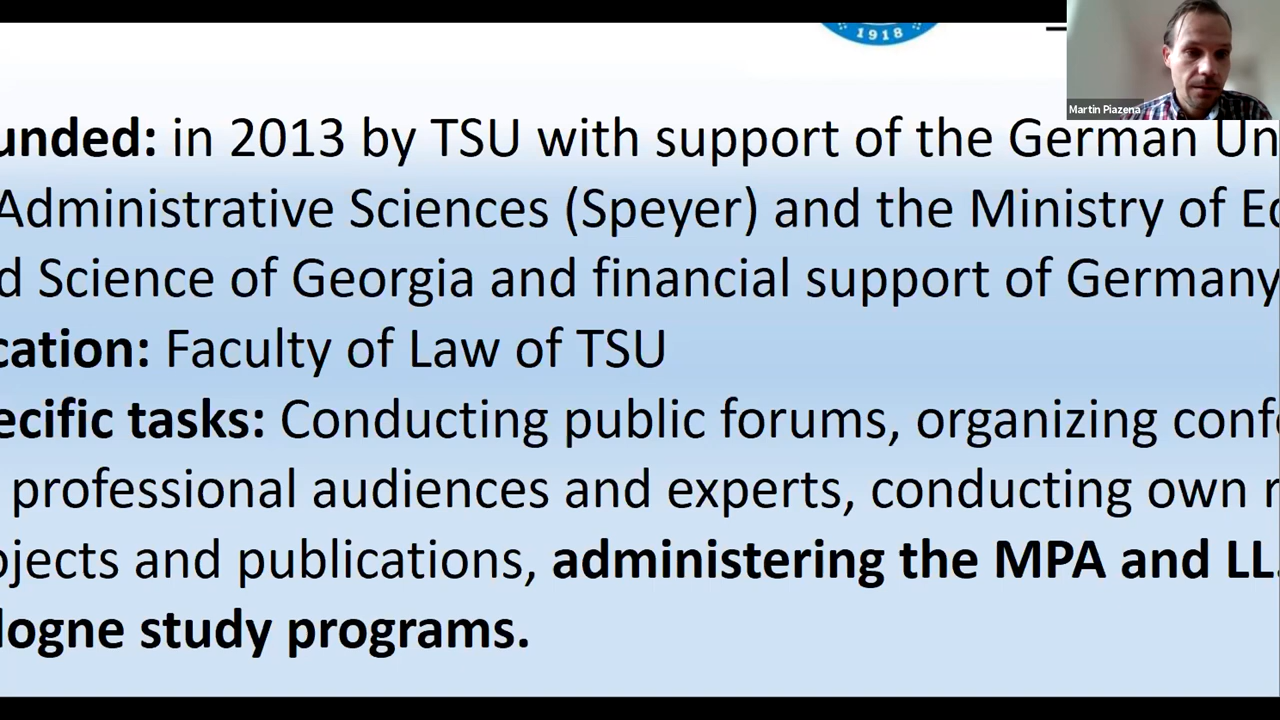 1918
Martin Piazena
unded: in 2013 by TSU with support of the German Un
Administrative Sciences (Speyer) and the Ministry of Ec
d Science of Georgia and financial support of Germany
cation: Faculty of Law of TSU
ecific tasks: Conducting public forums, organizing conf
professional audiences and experts, conducting own r
ojects and publications, administering the MPA and LL.
logne study programs.